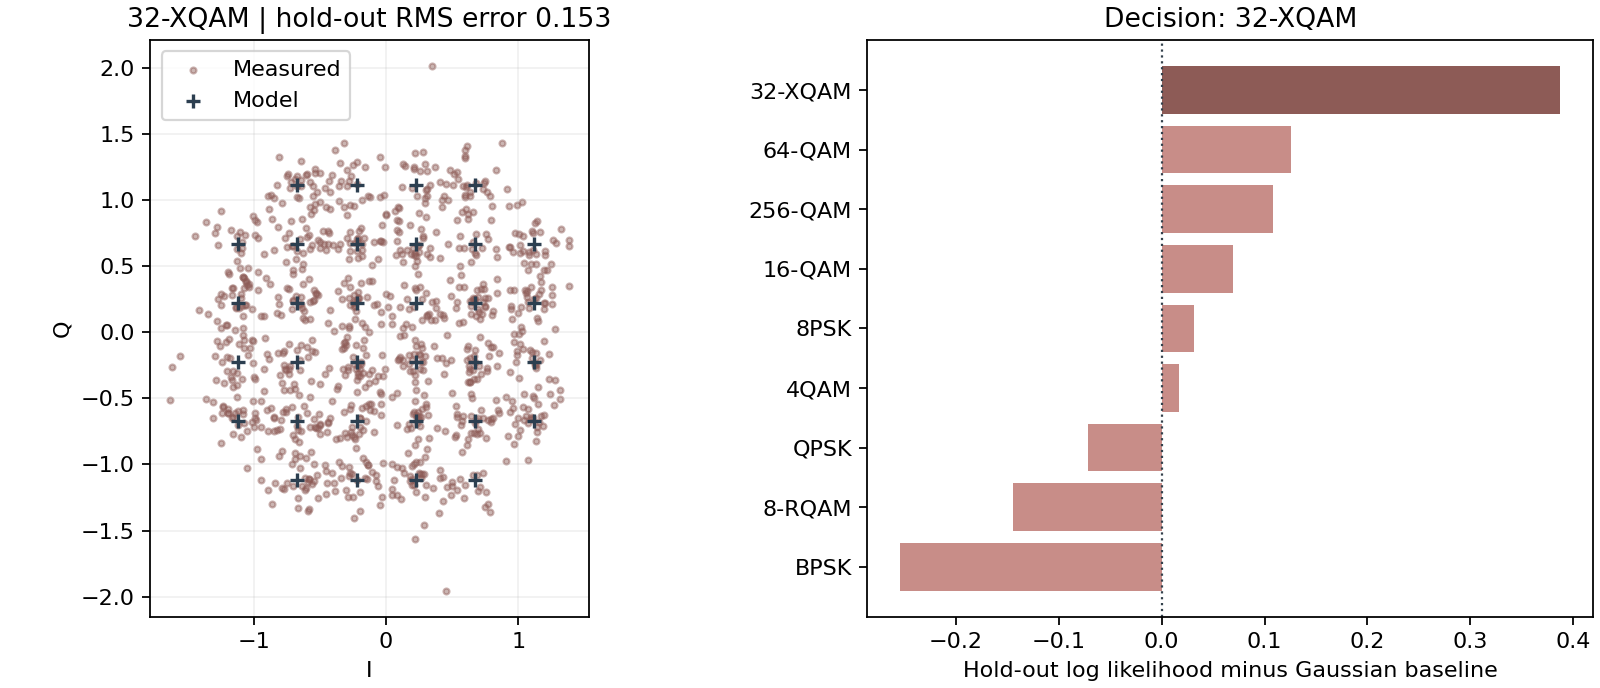 32-XQAM | hold-out RMS error 0.153
Measured
Model
2.0
1.5
1.0
0.5
0.0
−0.5
−1.0
−1.5
−2.0
Q
−1
0
1
I
Decision: 32-XQAM
32-XQAM
64-QAM
256-QAM
16-QAM
8PSK
4QAM
QPSK
8-RQAM
BPSK
−0.2
−0.1
0.0
0.1
0.2
0.3
0.4
Hold-out log likelihood minus Gaussian baseline